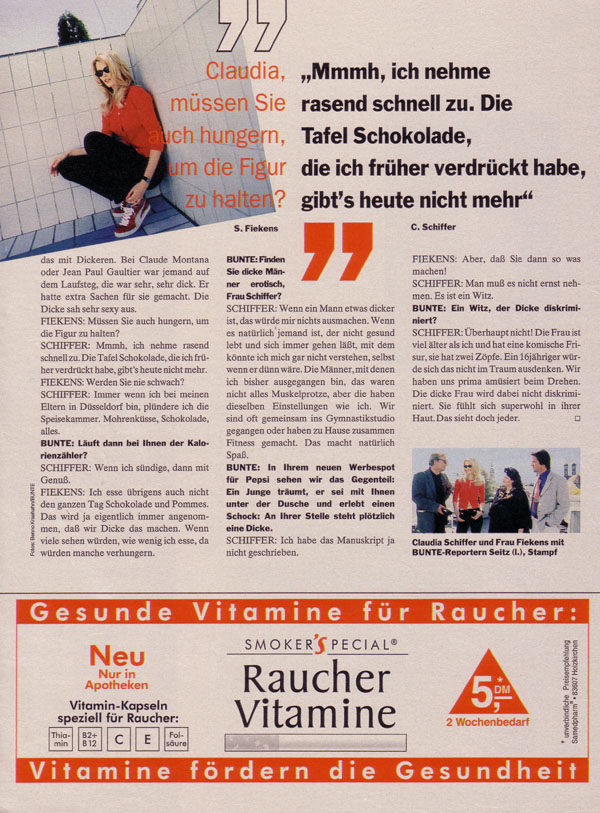 Claudia,
müssen Sie
auch hungern,
um die Figur
zu halten?
S. Fiekens
„Mmmh, ich nehme
rasend schnell zu. Die
Tafel Schokolade,
die ich früher verdrückt habe,
gibt's heute nicht mehr“
C. Schiffer
das mit Dickeren. Bei Claude Montana
oder Jean Paul Gaultier war jemand auf
dem Laufsteg, die war sehr, sehr dick. Er
hatte extra Sachen für sie gemacht. Die
Dicke sah sehr sexy aus.
FIEKENS: Müssen Sie auch hungern, um
die Figur zu halten?
SCHIFFER: Mmmh, ich nehme rasend
schnell zu. Die Tafel Schokolade, die ich frü-
her verdrückt habe, gibt's heute nicht mehr.
FIEKENS: Werden Sie nie schwach?
SCHIFFER: Immer wenn ich bei meinen
Eltern in Düsseldorf bin, plündere ich die
Speisekammer. Mohrenküsse, Schokolade,
alles.
BUNTE: Läuft dann bei Ihnen der Kalo-
rienzähler?
SCHIFFER: Wenn ich sündige, dann mit
Genuß.
FIEKENS: Ich esse übrigens auch nicht
den ganzen Tag Schokolade und Pommes.
Das wird ja eigentlich immer angenom-
men, daß wir Dicke das machen. Wenn
viele sehen würden, wie wenig ich esse, da
würden manche verhungern.
BUNTE: Finden
Sie dicke Män-
ner erotisch,
Frau Schiffer?
SCHIFFER: Wenn ein Mann etwas dicker
ist, das würde mir nichts ausmachen. Wenn
es natürlich jemand ist, der nicht gesund
lebt und sich immer gehen läßt, mit dem
könnte ich mich gar nicht verstehen, selbst
wenn er dünn wäre. Die Männer, mit denen
ich bisher ausgegangen bin, das waren
nicht alles Muskelprotze, aber die haben
dieselben Einstellungen wie ich. Wir
sind oft gemeinsam ins Gymnastikstudio
gegangen oder haben zu Hause zusammen
Fitness gemacht. Das macht natürlich
Spaß.
BUNTE: In Ihrem neuen Werbespot
für Pepsi sehen wir das Gegenteil:
Ein Junge träumt, er sei mit Ihnen
unter der Dusche und erlebt einen
Schock: An Ihrer Stelle steht plötzlich
eine Dicke.
SCHIFFER: Ich habe das Manuskript ja
nicht geschrieben.
FIEKENS: Aber, daß Sie dann so was
machen!
SCHIFFER: Man muß es nicht ernst neh-
men. Es ist ein Witz.
BUNTE: Ein Witz, der Dicke diskrimi-
niert?
SCHIFFER: Überhaupt nicht! Die Frau ist
viel älter als ich und hat eine komische Fri-
sur, sie hat zwei Zöpfe. Ein 16jähriger wür-
de sich das nicht im Traum ausdenken. Wir
haben uns prima amüsiert beim Drehen.
Die dicke Frau wird dabei nicht diskrimi-
niert. Sie fühlt sich superwohl in ihrer
Haut. Das sieht doch jeder.
Claudia Schiffer und Frau Fiekens mit
BUNTE-Reportern Seitz (l.), Stampf
Gesunde Vitamine für Raucher:
Neu
Nur in
Apotheken
Vitamin-Kapseln
speziell für Raucher:
Thia-
min
B2+
B12
C
E
Fol-
säure
SMOKER'SPECIAL®
Raucher
Vitamine
5,-*
DM
2 Wochenbedarf
* unverbindliche Preisempfehlung
Samedpharm® • 83607 Holzkirchen
Vitamine fördern die Gesundheit